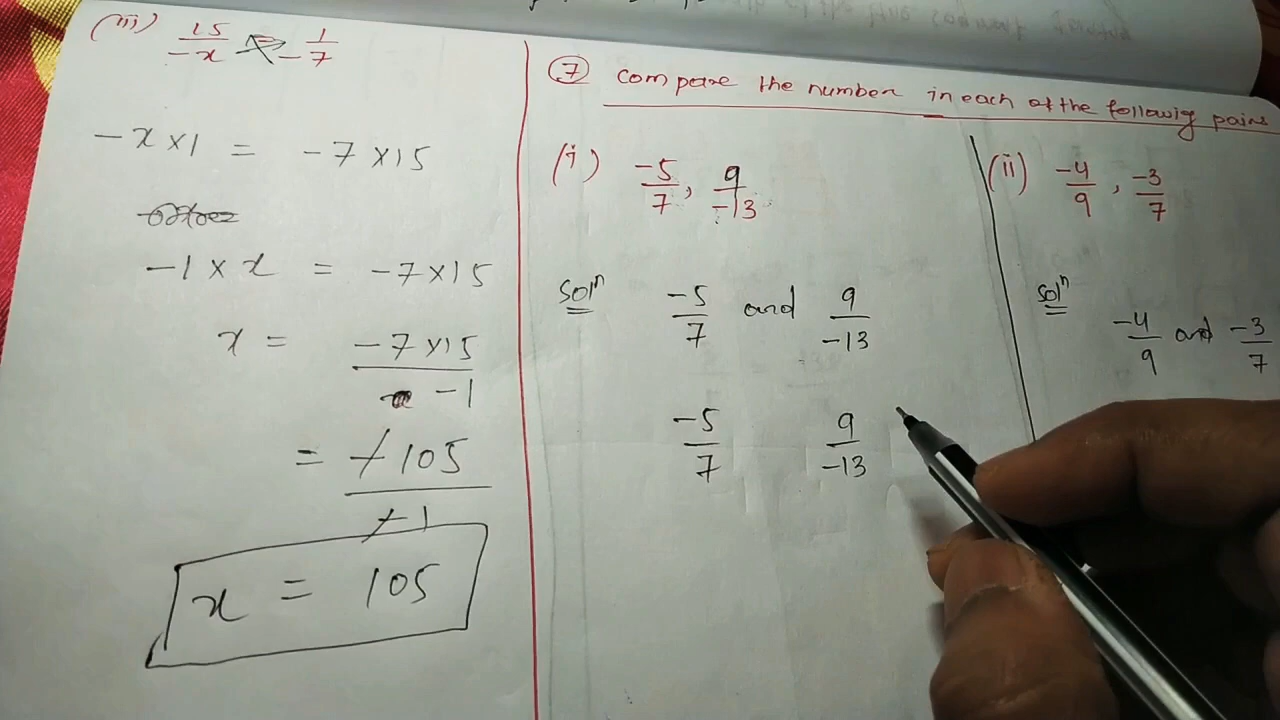 (iii) 15/-x = -1/7
-x×1 = -7×15
-1×x = -7×15
x = -7×15/-1
= -105/-1
x = 105
⑦ Compare the number in each of the followig pairs
(i) -5/7, 9/-13
Solⁿ -5/7 and 9/-13
-5/7 9/-13
(ii) -4/9, -3/7
Solⁿ
-4/9 and -3/7